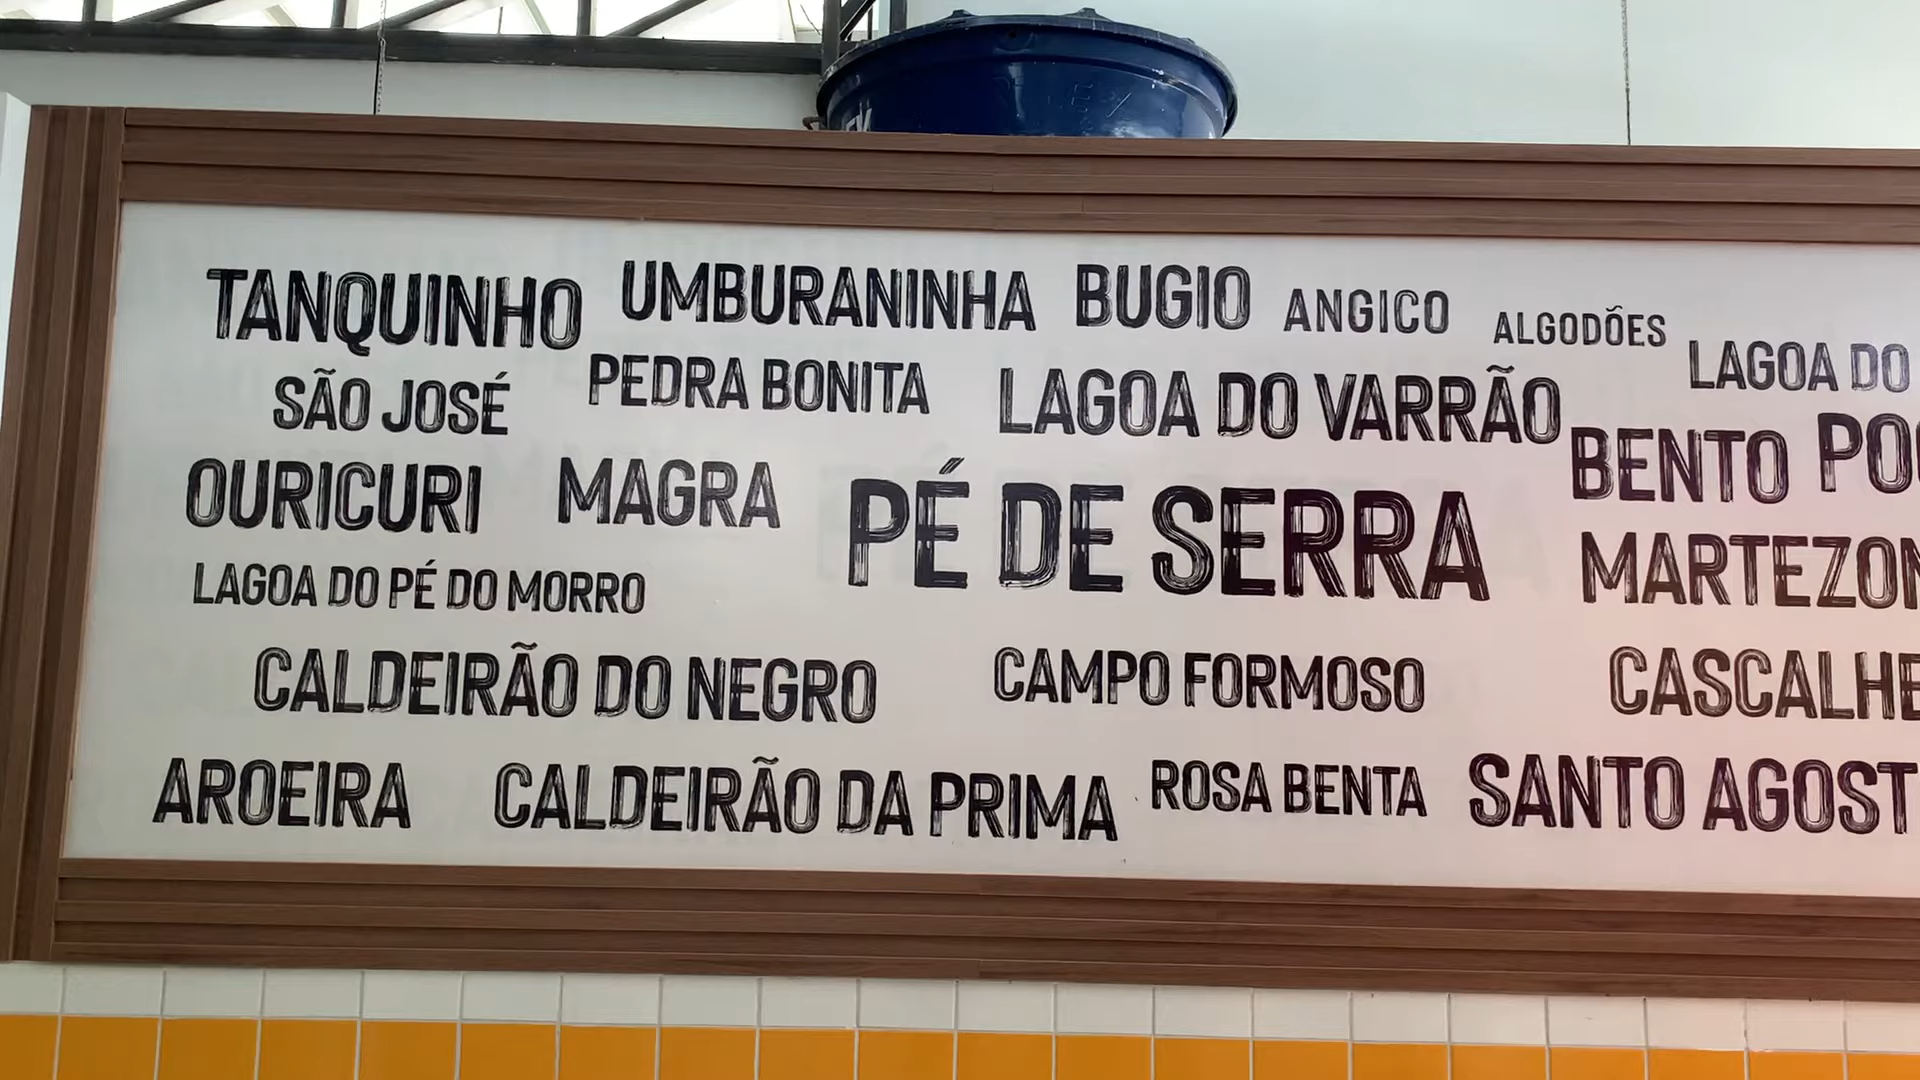 TANQUINHO UMBURANINHA BUGIO ANGICO ALGODÕES LAGOA DO
SÃO JOSÉ PEDRA BONITA LAGOA DO VARRÃO
OURICURI MAGRA PÉ DE SERRA BENTO
LAGOA DO PÉ DO MORRO
CALDEIRÃO DO NEGRO CAMPO FORMOSO
AROEIRA CALDEIRÃO DA PRIMA ROSA BENTA SANTO